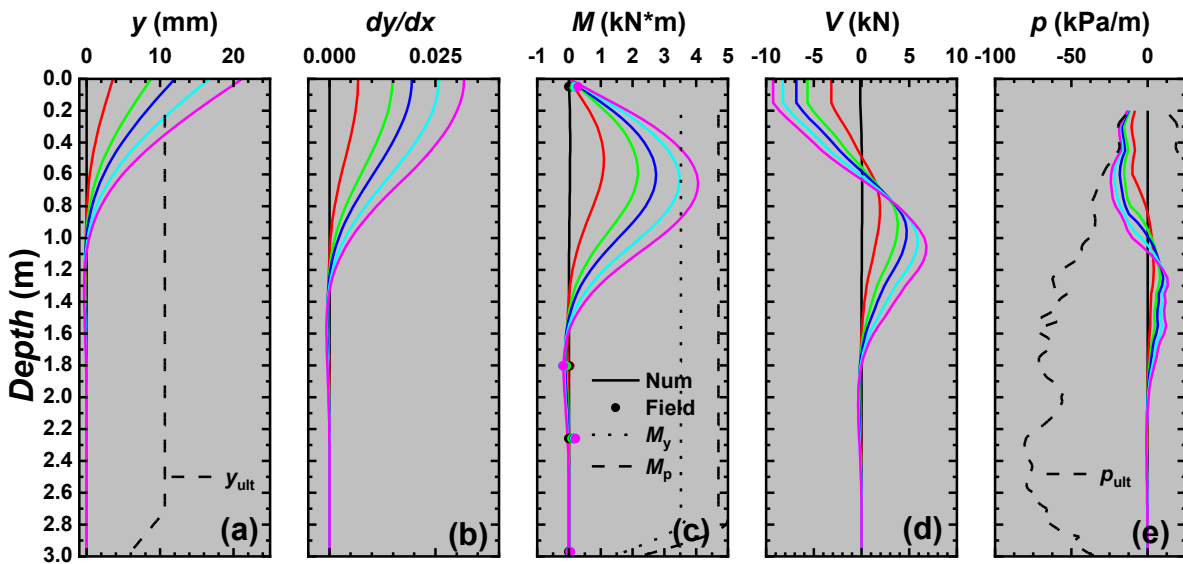 y (mm) dy/dx M (kN*m) V (kN) p (kPa/m)
0 10 20 0.000 0.025 -1 0 1 2 3 4 5 -10 -5 0 5 10 -100 -50 0
0.0
0.2
0.4
0.6
0.8
1.0
1.2
1.4
1.6
1.8
2.0
2.2
2.4
2.6
2.8
3.0
Depth (m)
Num
Field
My
Mp
yult
pult
(a) (b) (c) (d) (e)